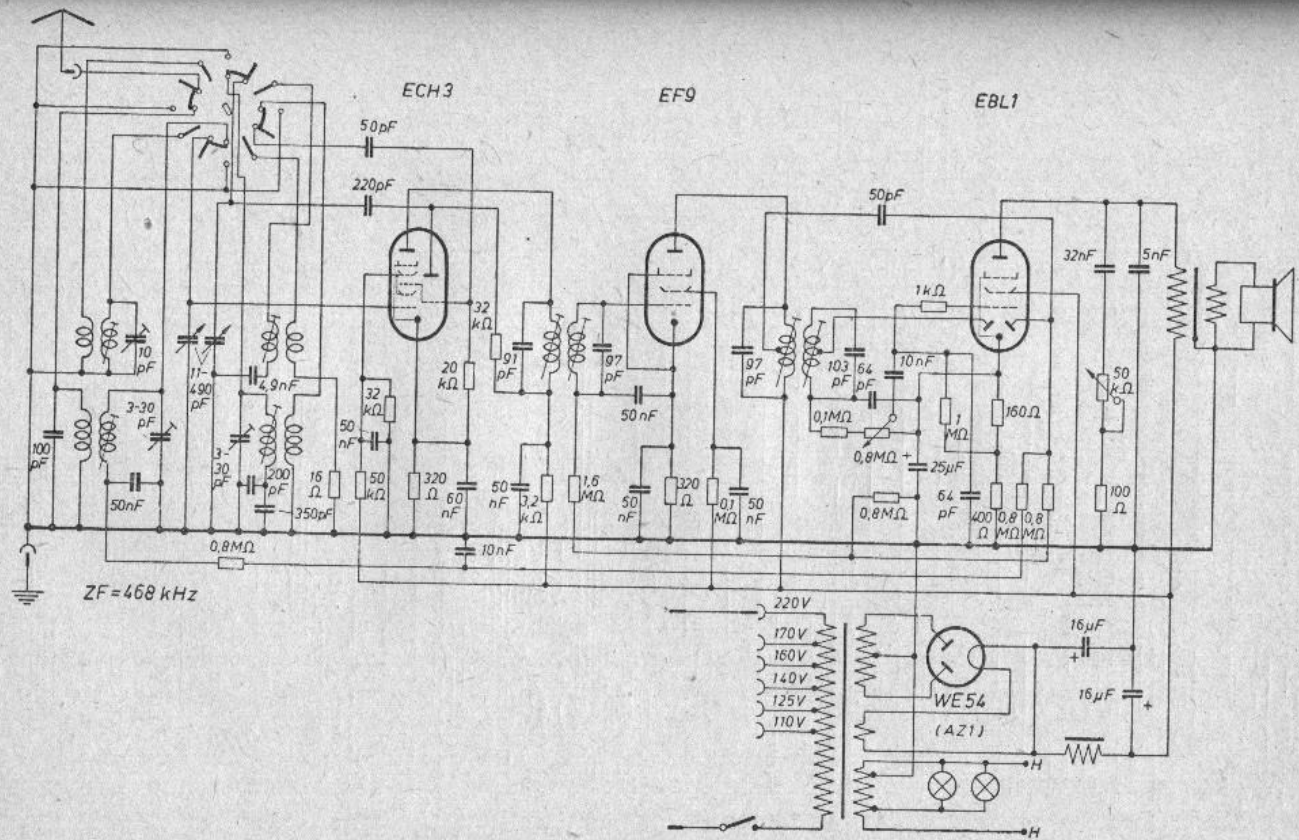 ECH3
EF9
EBL1
50pF
220pF
50pF
32nF
5nF
1kΩ
32
kΩ
91
pF
97
pF
97
pF
103
pF
64
pF
10nF
10
pF
11-
490
pF
4,9nF
20
kΩ
50
kΩ
3-30
pF
32
kΩ
50nF
0,1MΩ
1
MΩ
160Ω
100
pF
3-
30
pF
200
pF
50
nF
0,8MΩ
+
25µF
50nF
350pF
16
Ω
50
kΩ
320
Ω
60
nF
50
nF
3,2
kΩ
1,6
MΩ
50
nF
320
Ω
0,1
MΩ
50
nF
0,8MΩ
64
pF
400
Ω
0,8
MΩ
0,8
MΩ
100
Ω
0,8MΩ
10nF
ZF=468 kHz
220V
170V
160V
140V
125V
110V
WE54
(AZ1)
16µF
+
16µF
+
H
H